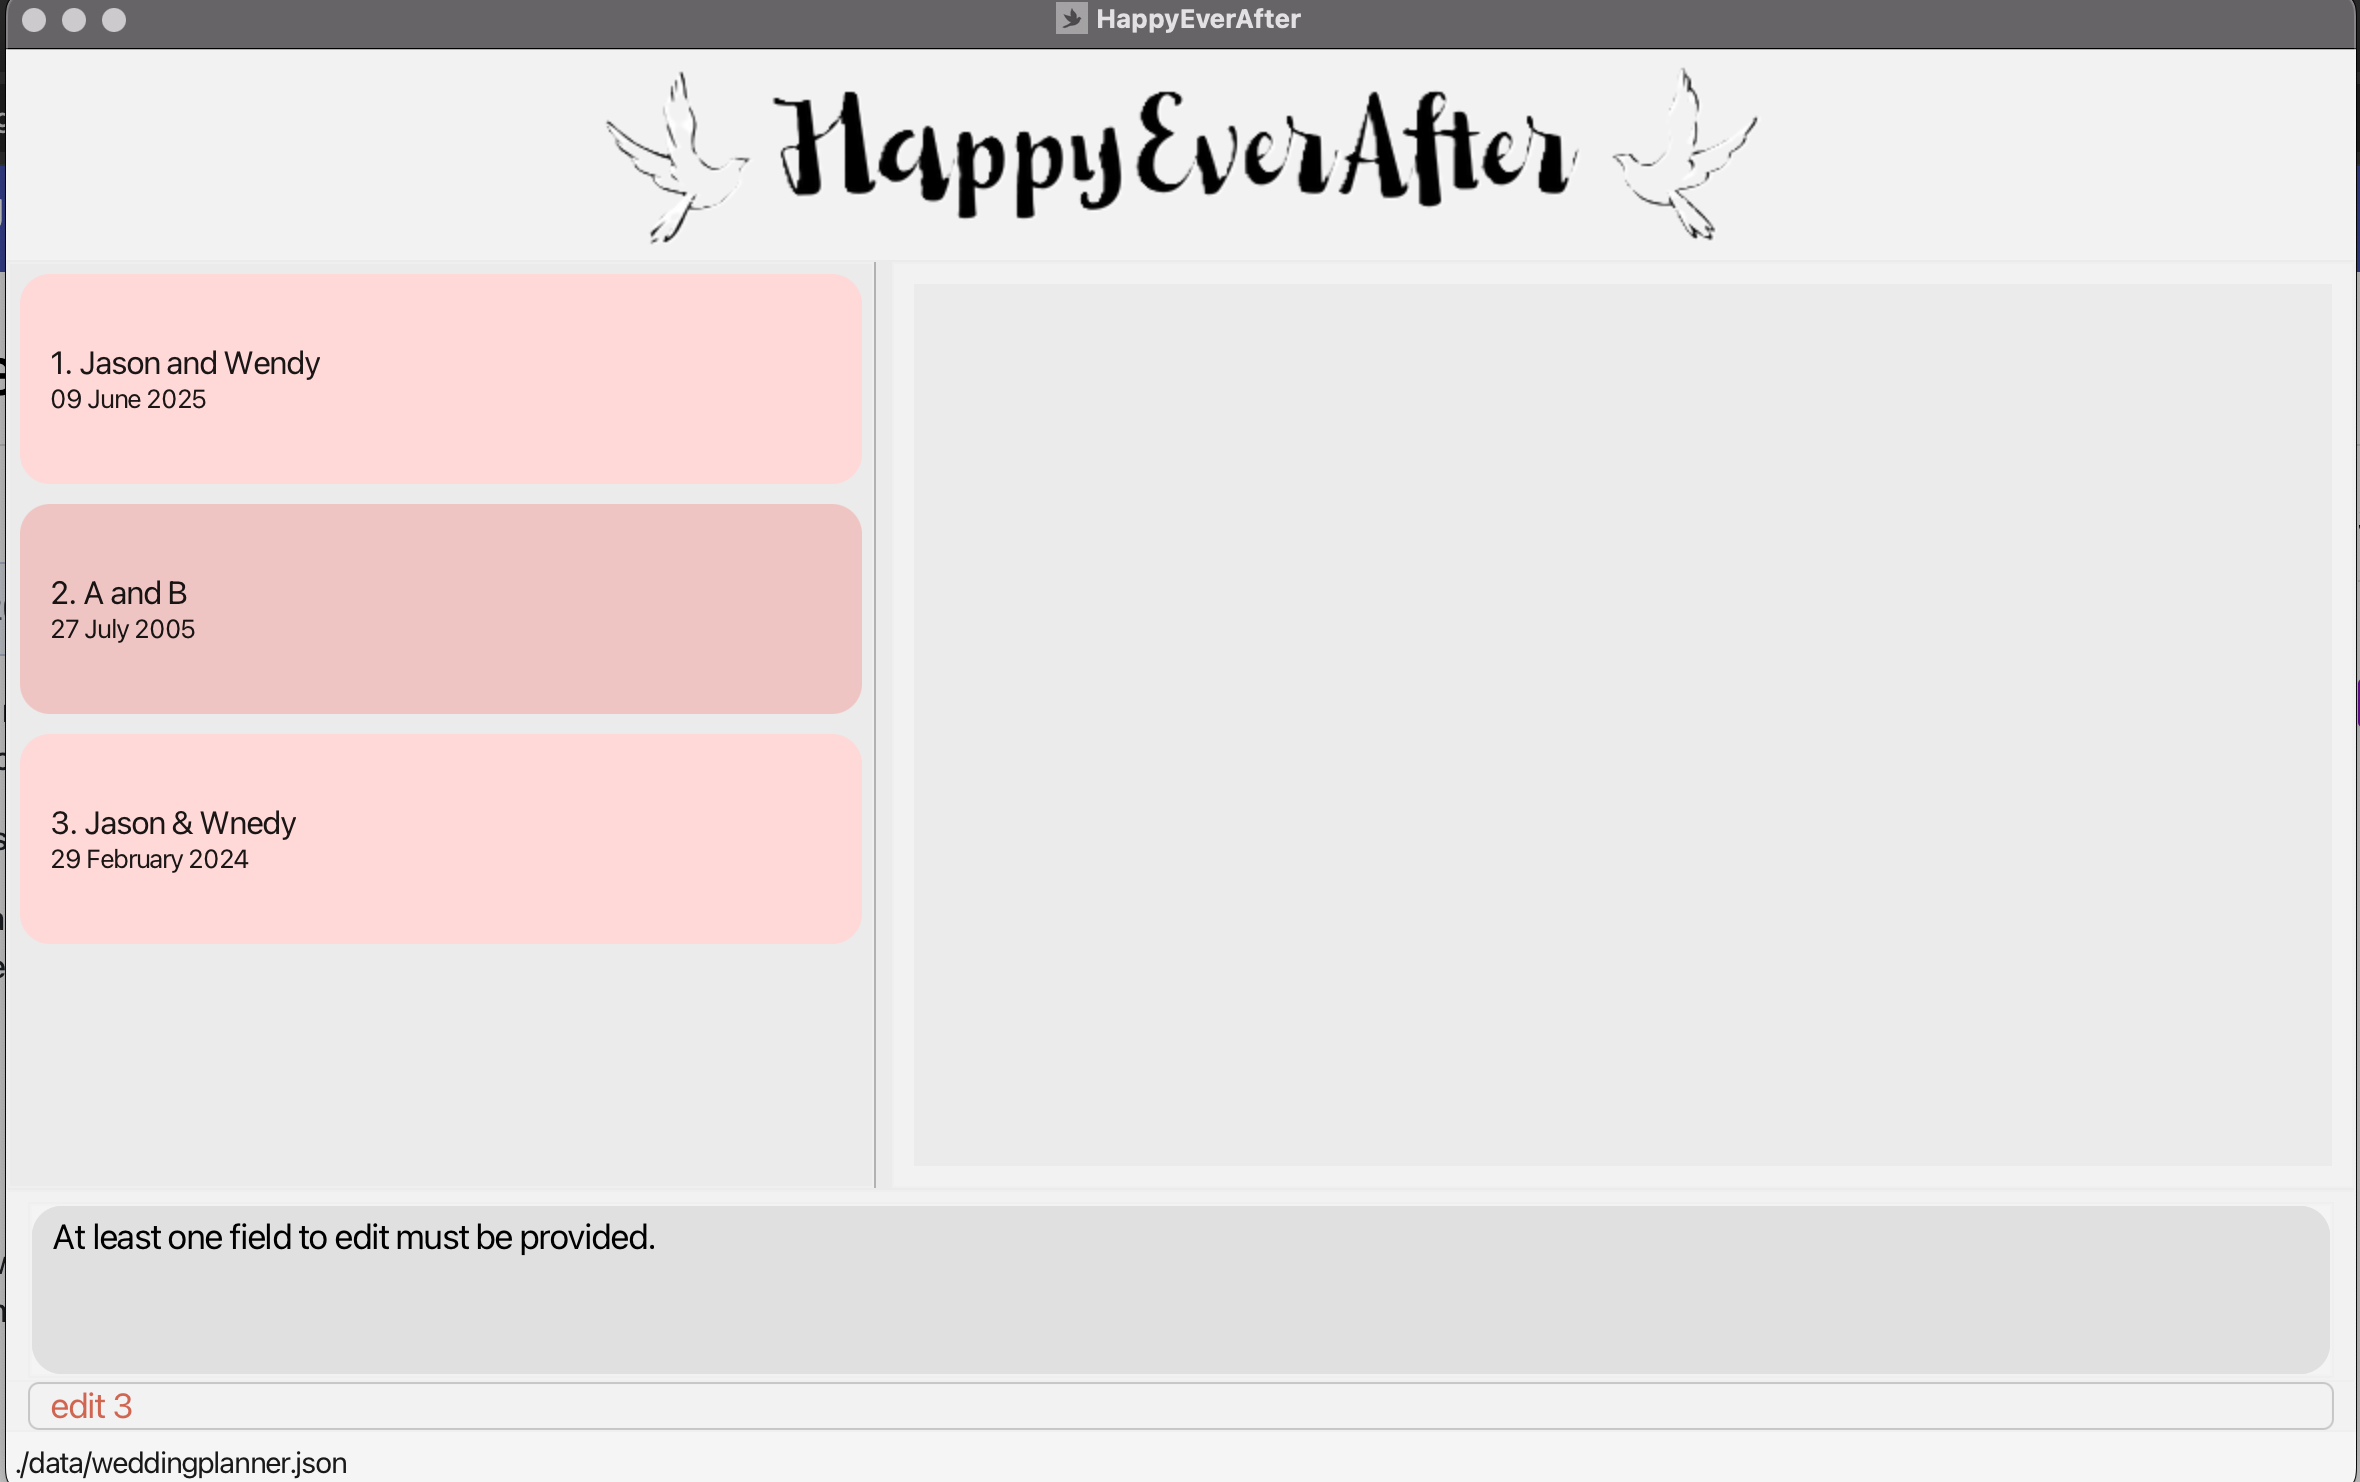 HappyEverAfter
HappyEverAfter
1. Jason and Wendy
09 June 2025
2. A and B
27 July 2005
3. Jason & Wnedy
29 February 2024
At least one field to edit must be provided.
edit 3
./data/weddingplanner.json